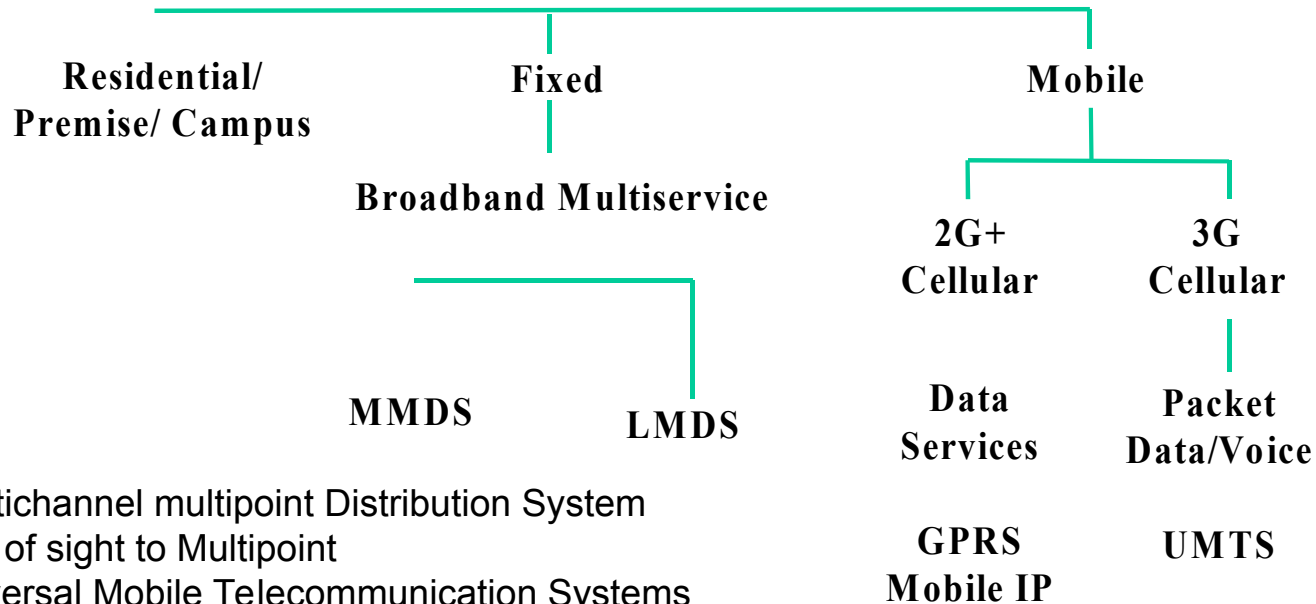 Residential/
Premise/ Campus
Fixed
Mobile
Broadband Multiservice
2G+
Cellular
3G
Cellular
MMDS
LMDS
Data
Services
Packet
Data/Voice
tichannel multipoint Distribution System
of sight to Multipoint
versal Mobile Telecommunication Systems
GPRS
Mobile IP
UMTS